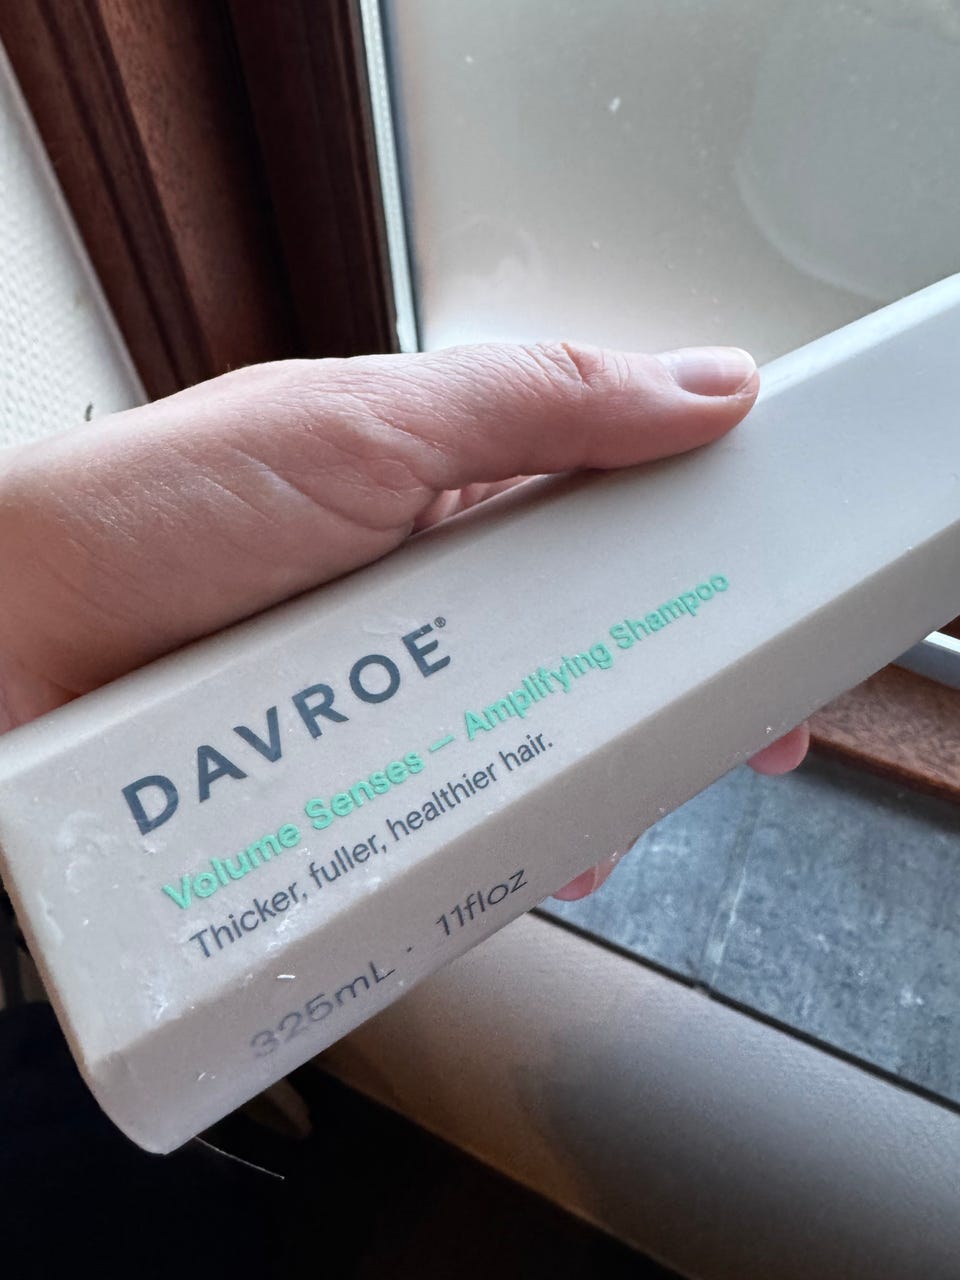 DAVROE®
Volume Senses – Amplifying Shampoo
Thicker, fuller, healthier hair.
325mL · 11floz